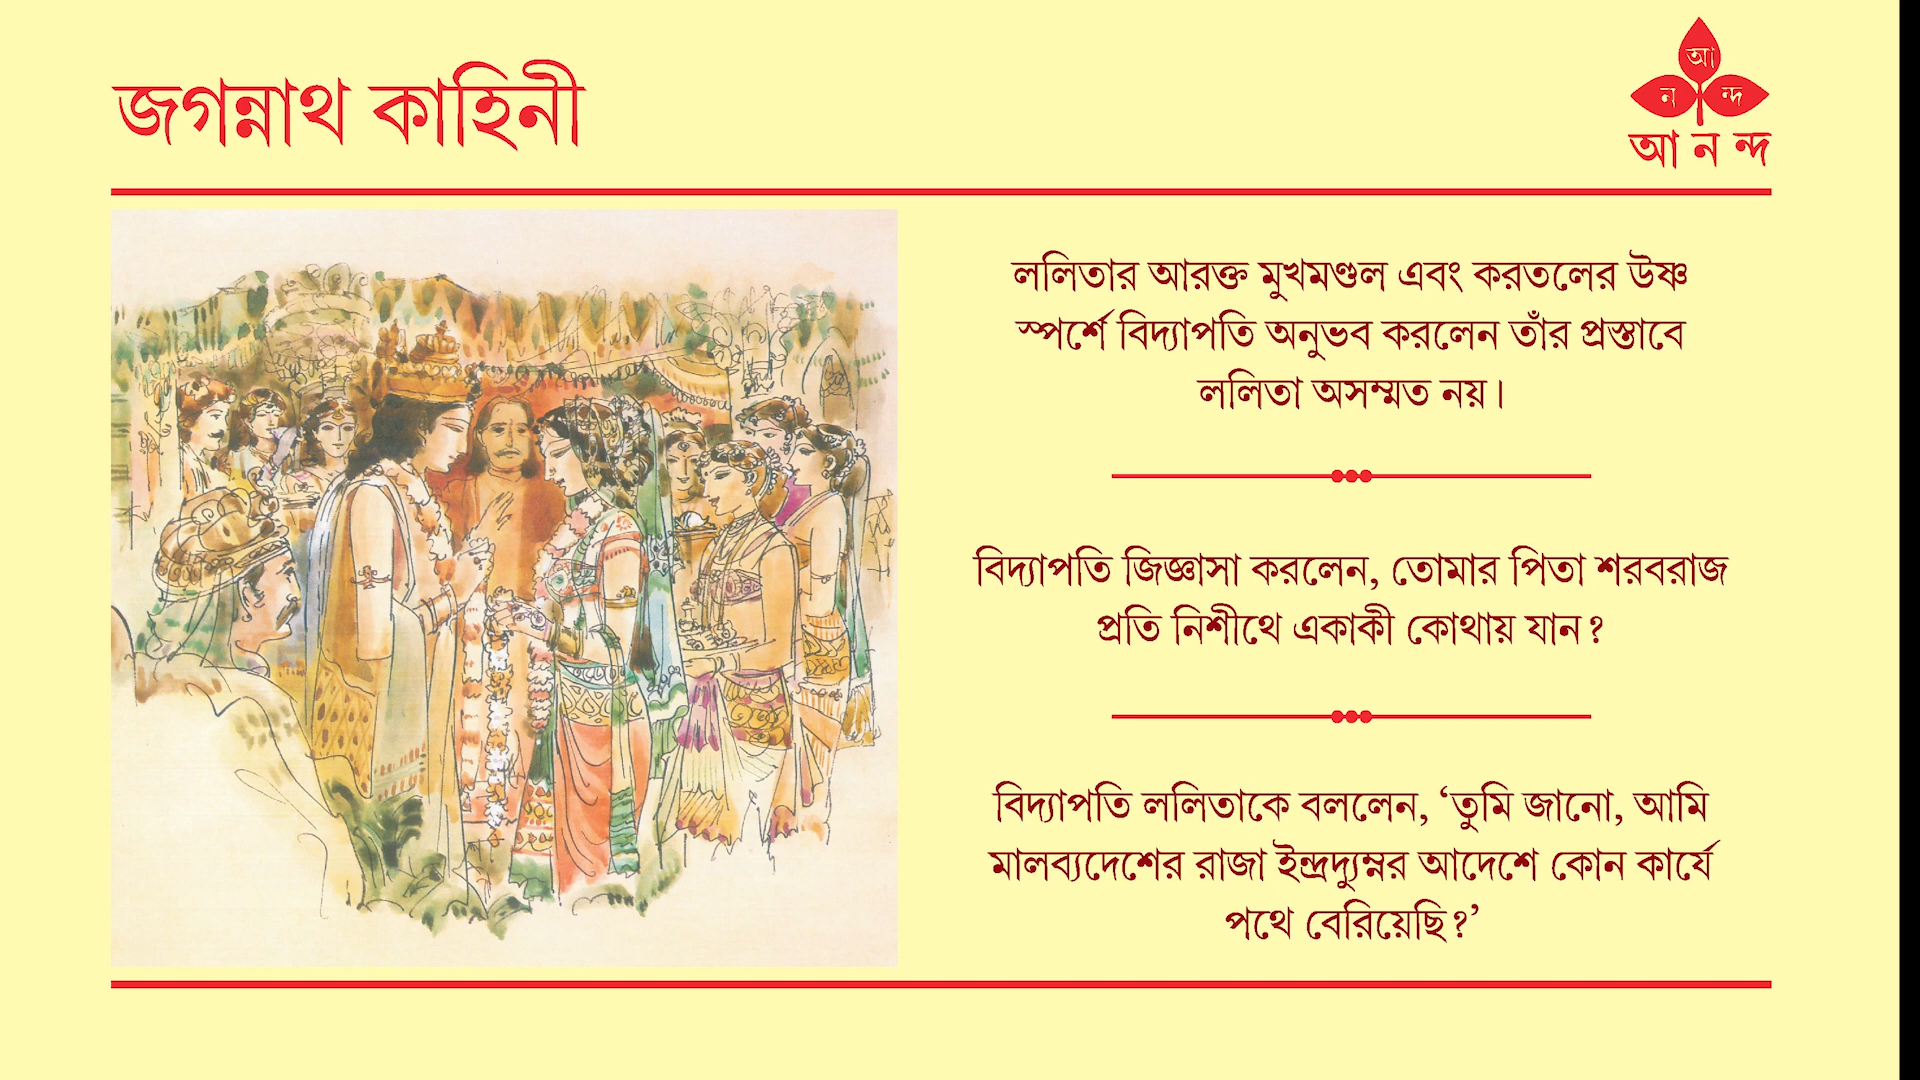 জগন্নাথ কাহিনী
আ
ন ন্দ
আ ন ন্দ
ললিতার আরক্ত মুখমণ্ডল এবং করতলের উষ্ণ
স্পর্শে বিদ্যাপতি অনুভব করলেন তাঁর প্রস্তাবে
ললিতা অসম্মত নয়।
বিদ্যাপতি জিজ্ঞাসা করলেন, তোমার পিতা শরবরাজ
প্রতি নিশীথে একাকী কোথায় যান?
বিদ্যাপতি ললিতাকে বললেন, ‘তুমি জানো, আমি
মালব্যদেশের রাজা ইন্দ্রদ্যুম্নর আদেশে কোন কার্যে
পথে বেরিয়েছি?’